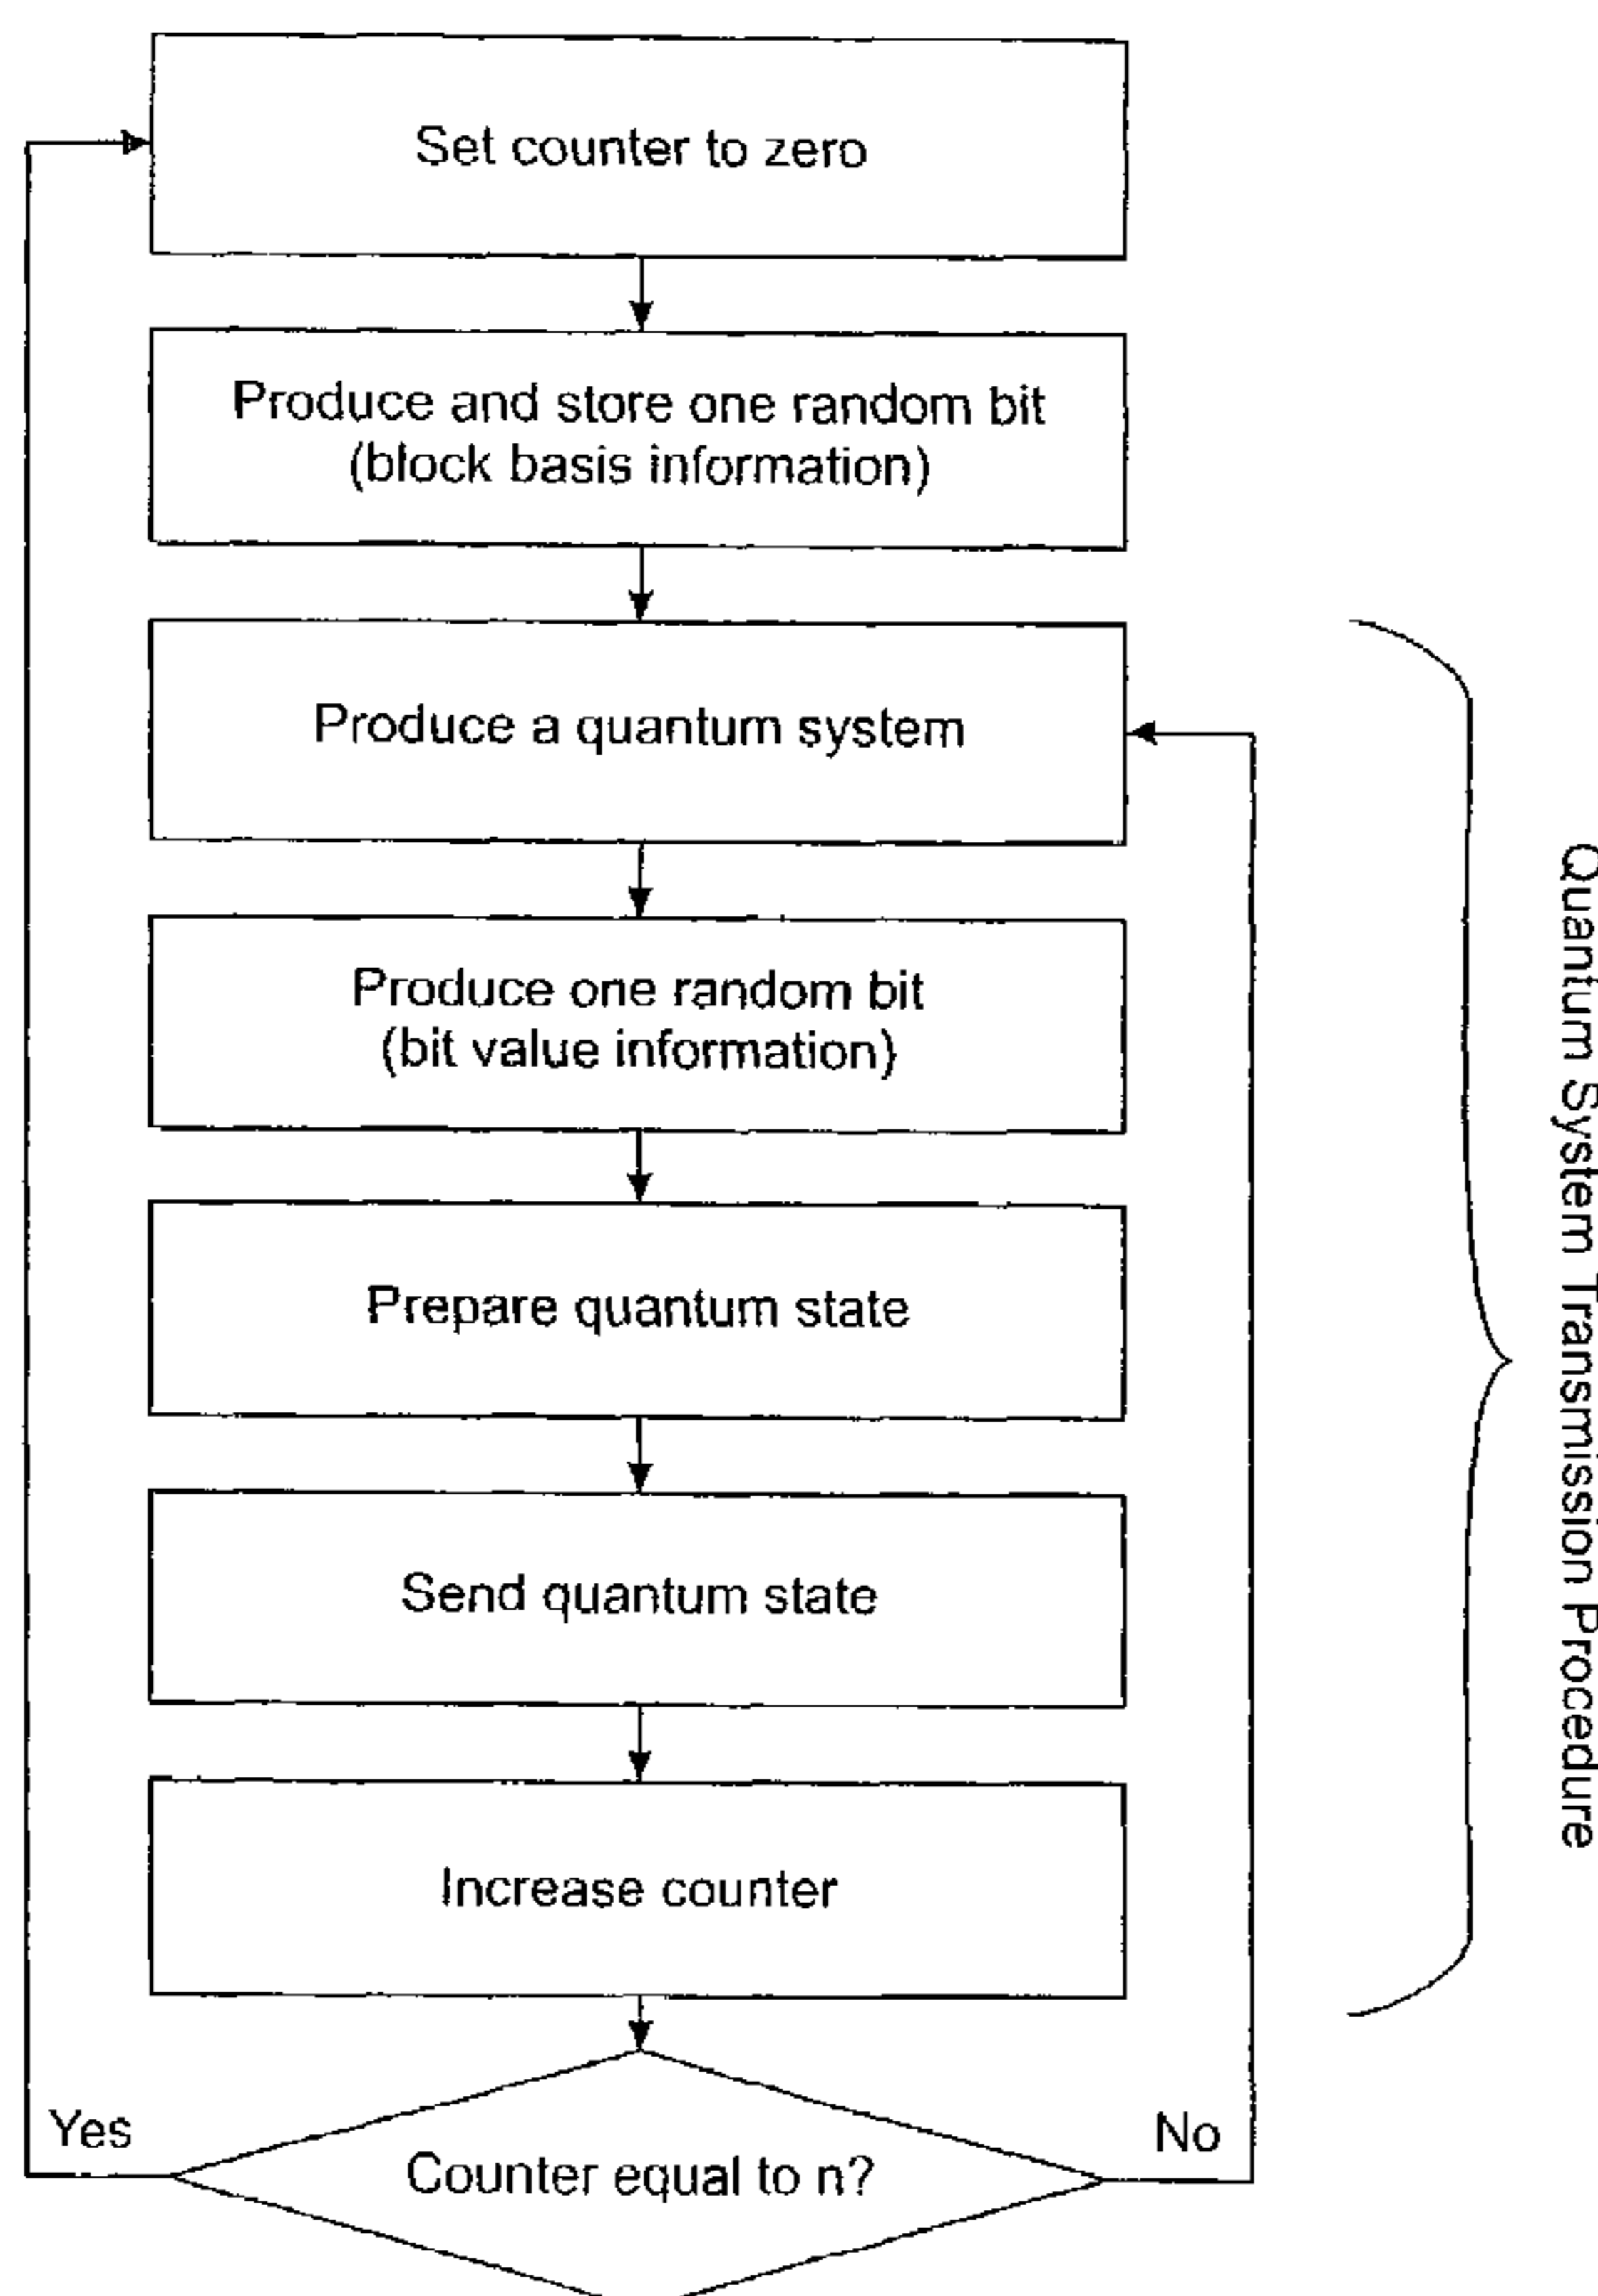 Set counter to zero
Produce and store one random bit
(block basis information)
Produce a quantum system
Produce one random bit
(bit value information)
Prepare quantum state
Send quantum state
Increase counter
Counter equal to n?
Yes
No
Quantum System Transmission Procedure